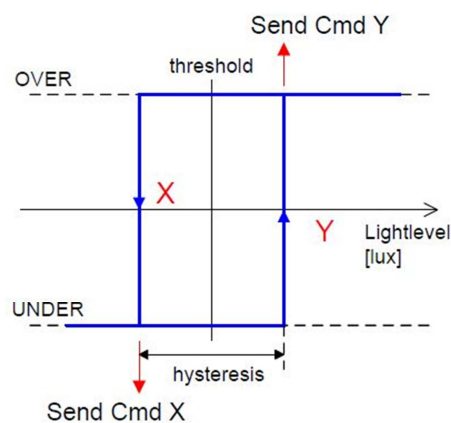 Send Cmd Y
threshold
OVER
X
Y
Lightlevel
[lux]
UNDER
hysteresis
Send Cmd X